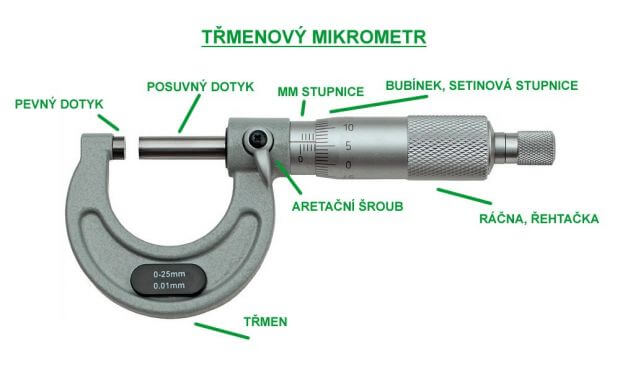 TŘMENOVÝ MIKROMETR
POSUVNÝ DOTYK
MM STUPNICE
BUBÍNEK, SETINOVÁ STUPNICE
PEVNÝ DOTYK
10
5
0
0
ARETAČNÍ ŠROUB
RÁČNA, ŘEHTAČKA
0-25mm
0.01mm
TŘMEN